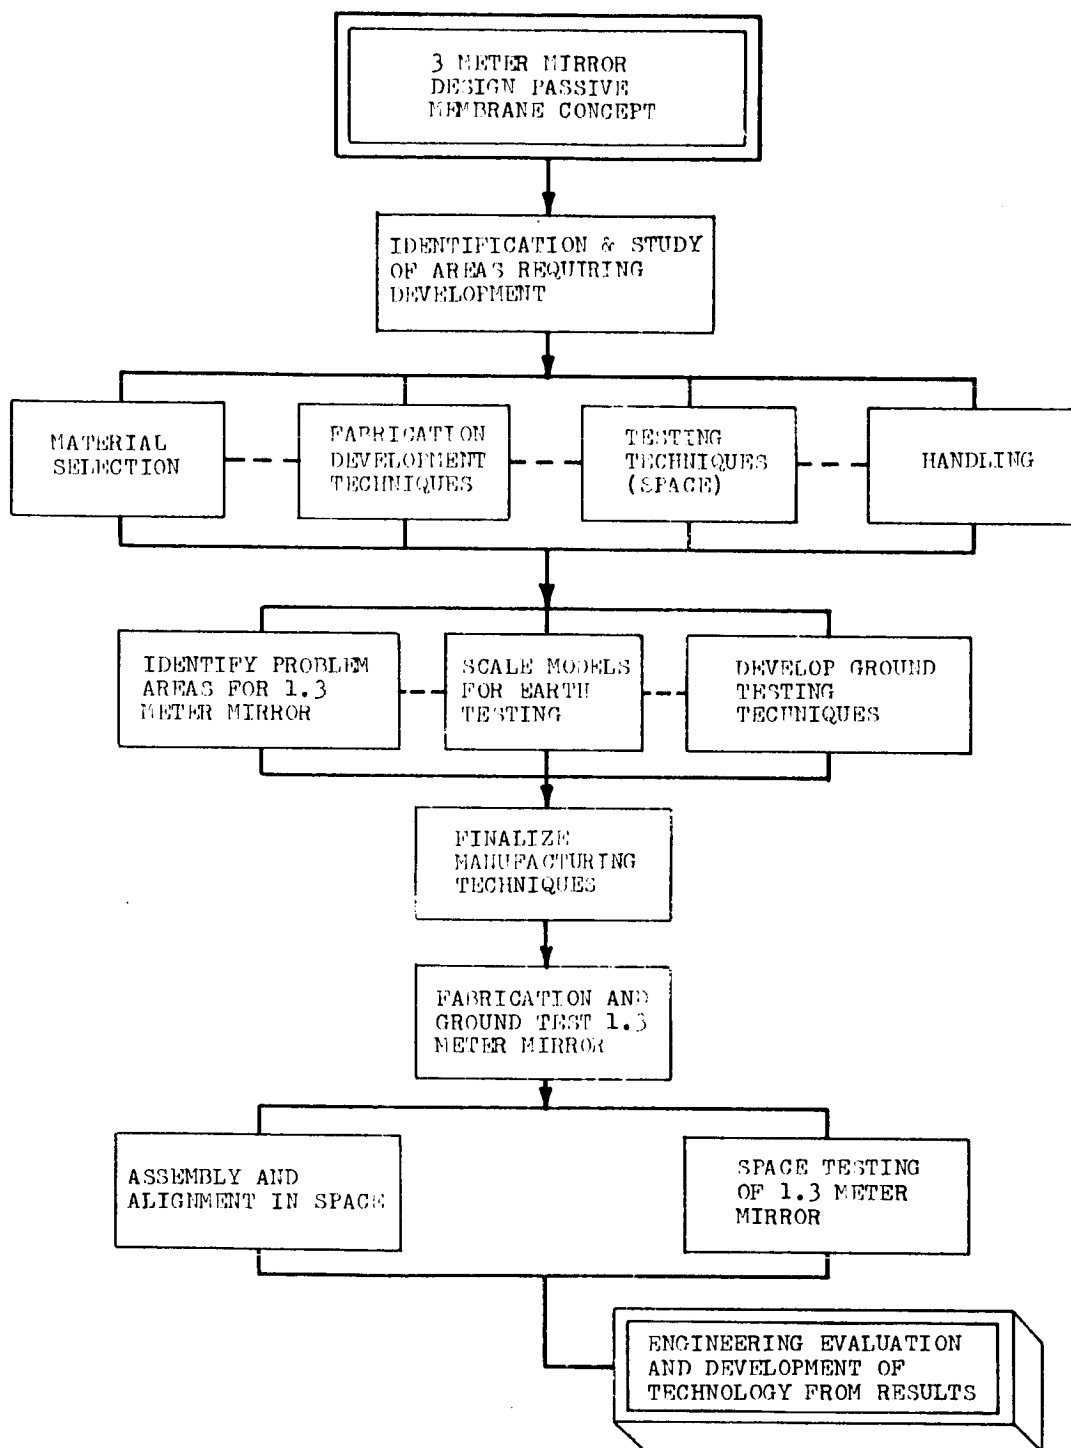 3 METER MIRROR
DESIGN PASSIVE
MEMBRANE CONCEPT
IDENTIFICATION & STUDY
OF AREAS REQUIRING
DEVELOPMENT
MATERIAL
SELECTION
FABRICATION
DEVELOPMENT
TECHNIQUES
TESTING
TECHNIQUES
(SPACE)
HANDLING
IDENTIFY PROBLEM
AREAS FOR 1.3
METER MIRROR
SCALE MODELS
FOR EARTH
TESTING
DEVELOP GROUND
TESTING
TECHNIQUES
FINALIZE
MANUFACTURING
TECHNIQUES
FABRICATION AND
GROUND TEST 1.3
METER MIRROR
ASSEMBLY AND
ALIGNMENT IN SPACE
SPACE TESTING
OF 1.3 METER
MIRROR
ENGINEERING EVALUATION
AND DEVELOPMENT OF
TECHNOLOGY FROM RESULTS